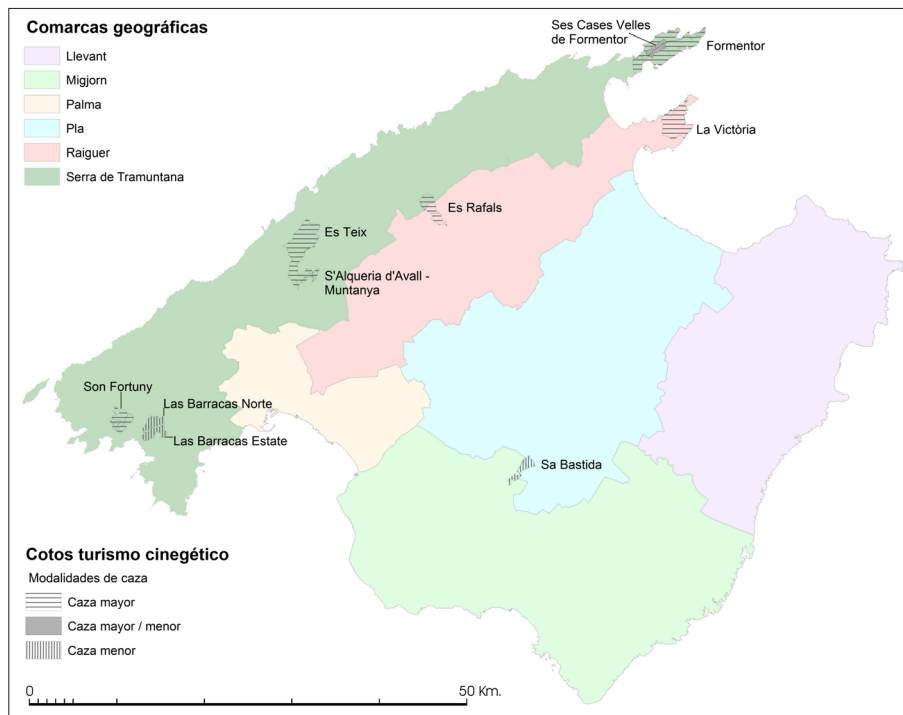 Comarcas geográficas
Llevant
Migjorn
Palma
Pla
Raiguer
Serra de Tramuntana
Ses Cases Velles
de Formentor
Formentor
La Victòria
Es Rafals
Es Teix
S'Alqueria d'Avall -
Muntanya
Son Fortuny
Las Barracas Norte
Las Barracas Estate
Sa Bastida
Cotos turismo cinegético
Modalidades de caza
Caza mayor
Caza mayor / menor
Caza menor
0
50 Km.